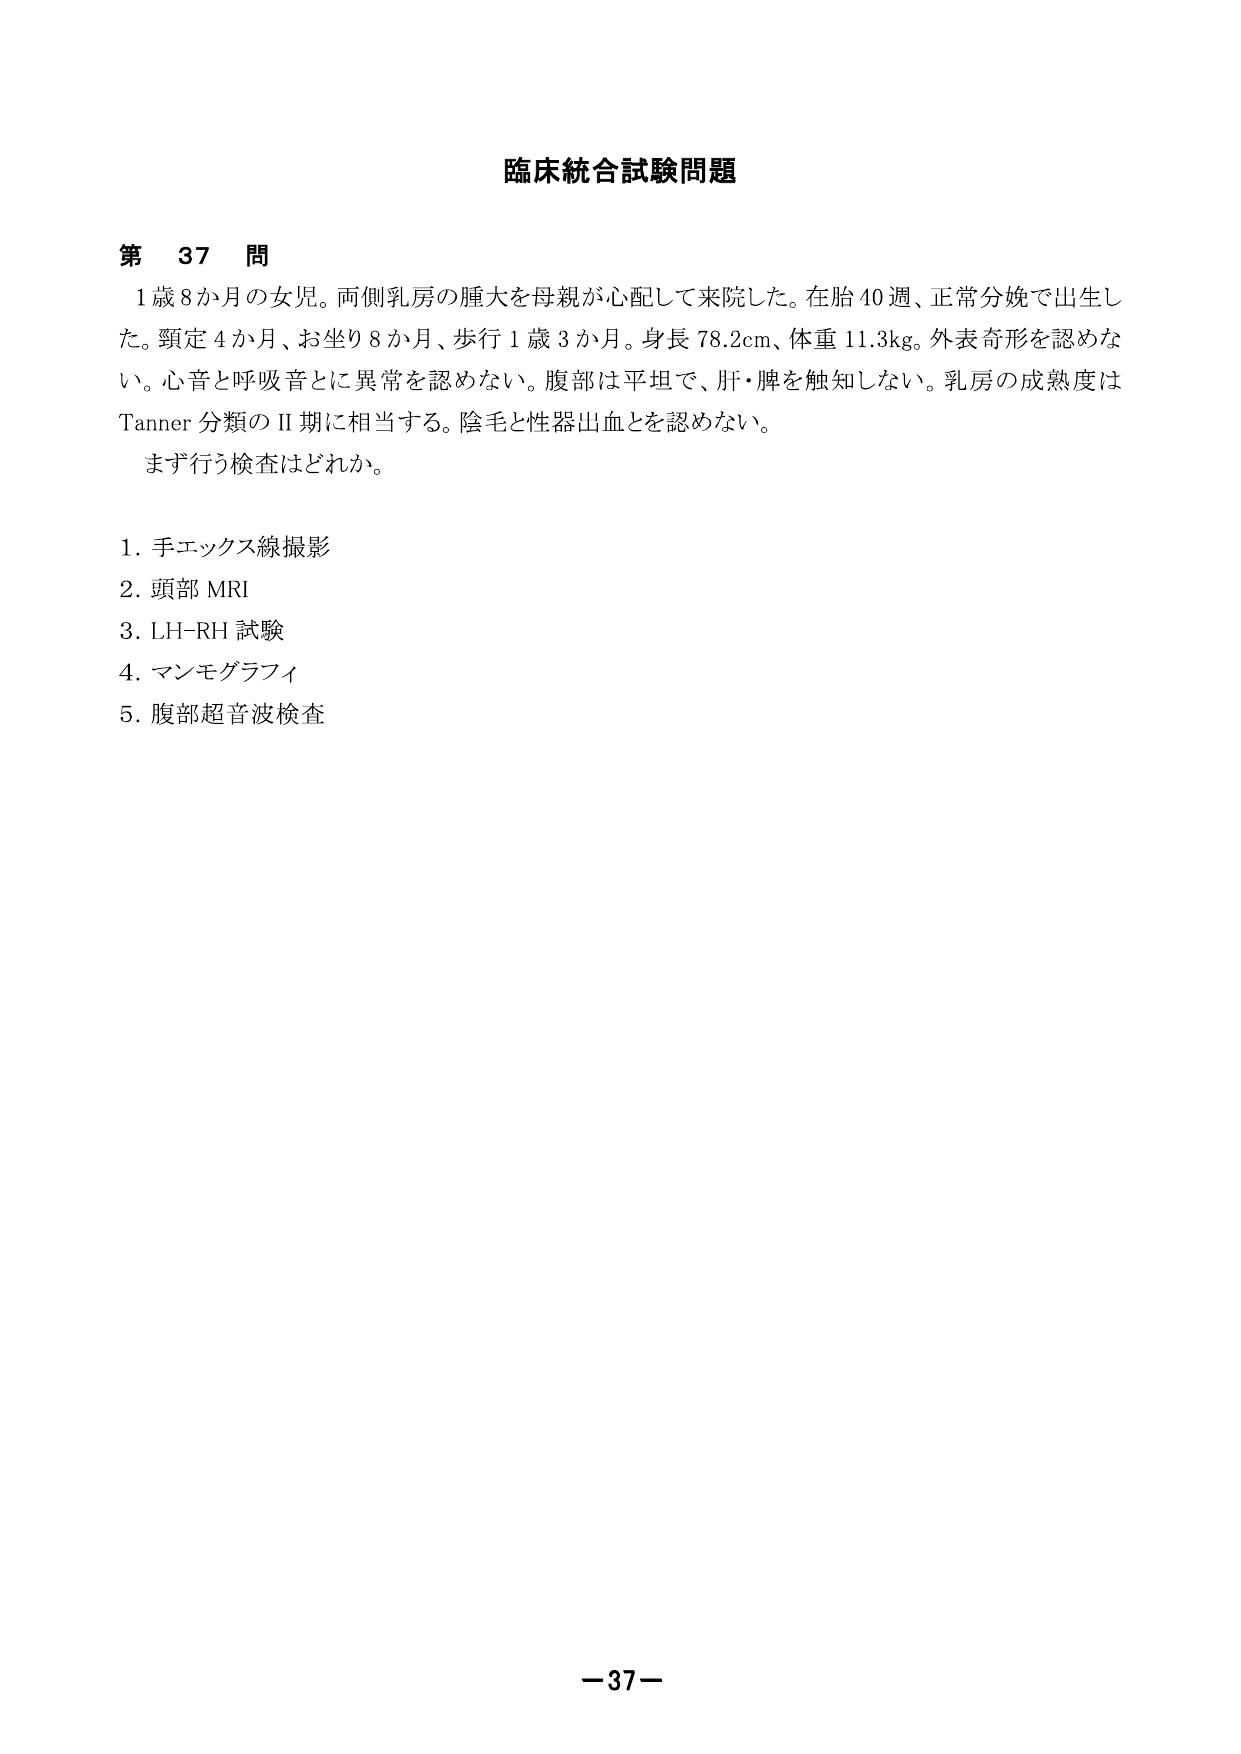 臨床統合試験問題
第 37 問
1歳8か月の女児。両側乳房の腫大を母親が心配して来院した。在胎40週、正常分娩で出生し
た。頸定4か月、お坐り8か月、歩行1歳3か月。身長78.2cm、体重11.3kg。外表奇形を認めな
い。心音と呼吸音とに異常を認めない。腹部は平坦で、肝・脾を触知しない。乳房の成熟度は
Tanner分類のII期に相当する。陰毛と性器出血とを認めない。
まず行う検査はどれか。
1. 手エックス線撮影
2. 頭部MRI
3. LH-RH試験
4. マンモグラフィ
5. 腹部超音波検査
－37－